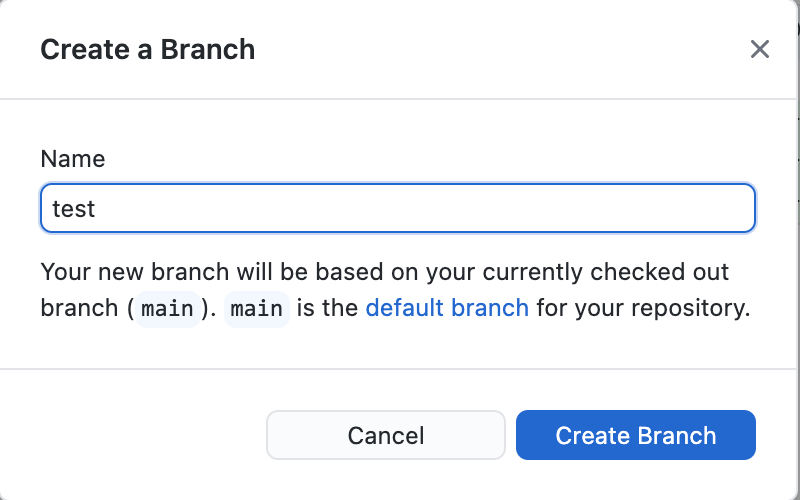 Create a Branch
Name
test
Your new branch will be based on your currently checked out
branch (main). main is the default branch for your repository.
Cancel
Create Branch